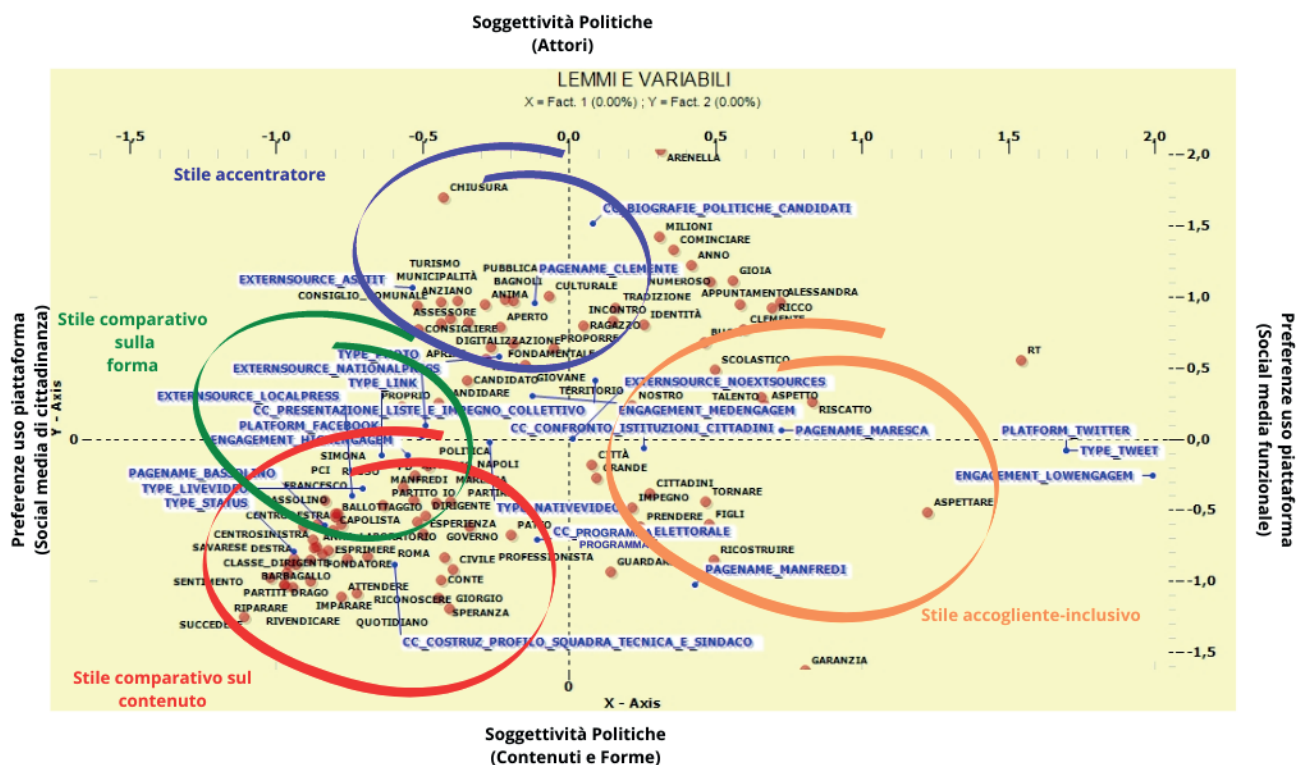 Soggettività Politiche
(Attori)
LEMMI E VARIABILI
X = Fact. 1 (0.00%) ; Y = Fact. 2 (0.00%)
-1,5 -1,0 -0,5 0,0 0,5 1,0 1,5 2,0
2,0
ARENELLA
Stile accentratore
CHIUSURA
CC_BIOGRAFIE_POLITICHE_CANDIDATI
1,5
MILIONI
COMINCIARE
TURISMO
PUBBLICA
PAGENAME_CLEMENTE
ANNO
GIOIA
EXTERNSOURCE_ASETIT
MUNICIPALITÀ
BAGNOLI
NUMEROSO
ANZIANO
ANIMA
CULTURALE
APPUNTAMENTO
ALESSANDRA
CONSIGLIO_COMUNALE
TRADIZIONE
1,0
ASSESSORE
APERTO
INCONTRO
IDENTITÀ
RICCO
CLEMENTE
Stile comparativo
sulla
forma
CONSIGLIERE
RAGAZZO
DIGITALIZZAZIONE
PROPORRE
TYPE_PHOTO
FONDAMENTALE
SCOLASTICO
RT
0,5
EXTERNSOURCE_NATIONALPRESS
TYPE_LINK
CANDIDATO
GIOVANE
EXTERNSOURCE_NOEXTSOURCES
EXTERNSOURCE_LOCALPRESS
PROPRIO
ANDIDARE
TERRITORIO
NOSTRO
TALENTO
ASPETTO
CC_PRESENTAZIONE_LISTE_E_IMPEGNO_COLLETTIVO
ENGAGEMENT_MEDENGAGEM
RISCATTO
PLATFORM_FACEBOOK
CC_CONFRONTO_ISTITUZIONI_CITTADINI
PAGENAME_MARESCA
PLATFORM_TWITTER
0
ENGAGEMENT_HIGHENGAGEM
0,0
SIMONA
POLITICA
CITTÀ
TYPE_TWEET
PAGENAME_BASSOLINO
PCI
NAPOLI
GRANDE
ENGAGEMENT_LOWENGAGEM
TYPE_LIVEVIDEO
FRANCESCO
MANFREDI
CITTADINI
TYPE_STATUS
PARTITO
IO
IMPEGNO
TORNARE
ASPETTARE
BALLOTTAGGIO
DIRIGENTE
TYPE_NATIVEVIDEO
PRENDERE
FIGLI
-0,5
CAPOLISTA
ESPERIENZA
CENTROSINISTRA
GOVERNO
CC_PROGRAMMA_ELETTORALE
PROGRAMMA
SAVARESE
DESTRA
ESPRIMERE
ROMA
PROFESSIONISTA
RICOSTRUIRE
CLASSE_DIRIGENTE
FONDATORE
CIVILE
GUARDARE
PAGENAME_MANFREDI
SENTIMENTO
BARBAGALLO
CONTE
-1,0
PARTITI
DRAGO
ATTENDERE
RICONOSCERE
GIORGIO
RIPARARE
IMPARARE
SPERANZA
SUCCEDERE
RIVENDICARE
QUOTIDIANO
Stile accogliente-inclusivo
CC_COSTRUZ_PROFILO_SQUADRA_TECNICA_E_SINDACO
-1,5
GARANZIA
Stile comparativo sul
contenuto
0
X - Axis
Y - Axis
Preferenze uso piattaforma
(Social media di cittadinanza)
Preferenze uso piattaforma
(Social media funzionale)
Soggettività Politiche
(Contenuti e Forme)